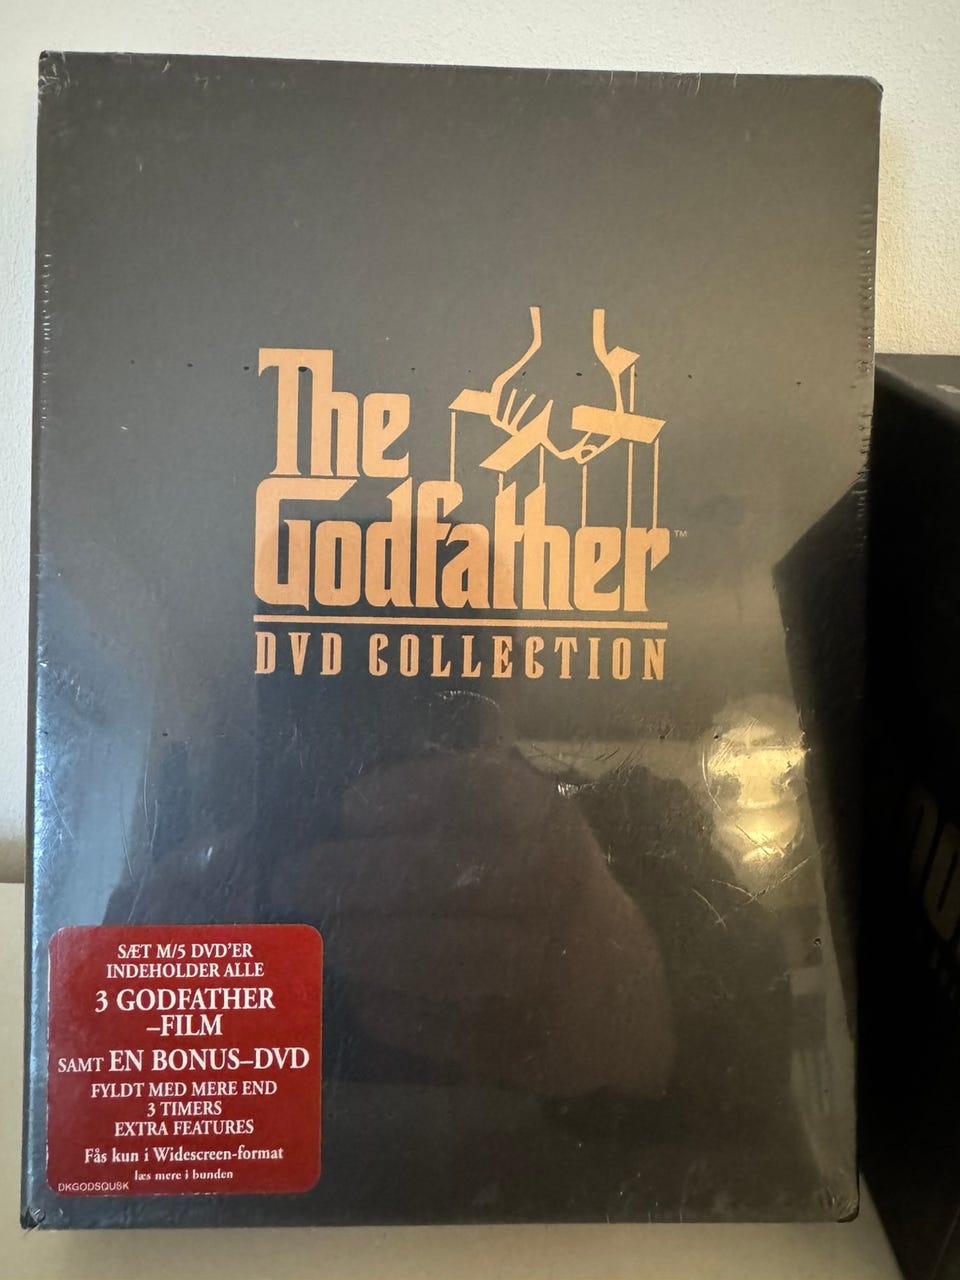 The
Godfather™
DVD COLLECTION
SÆT M/5 DVD'ER
INDEHOLDER ALLE
3 GODFATHER
–FILM
SAMT EN BONUS–DVD
FYLDT MED MERE END
3 TIMERS
EXTRA FEATURES
Fås kun i Widescreen-format
læs mere i bunden
DKGODSQUSK